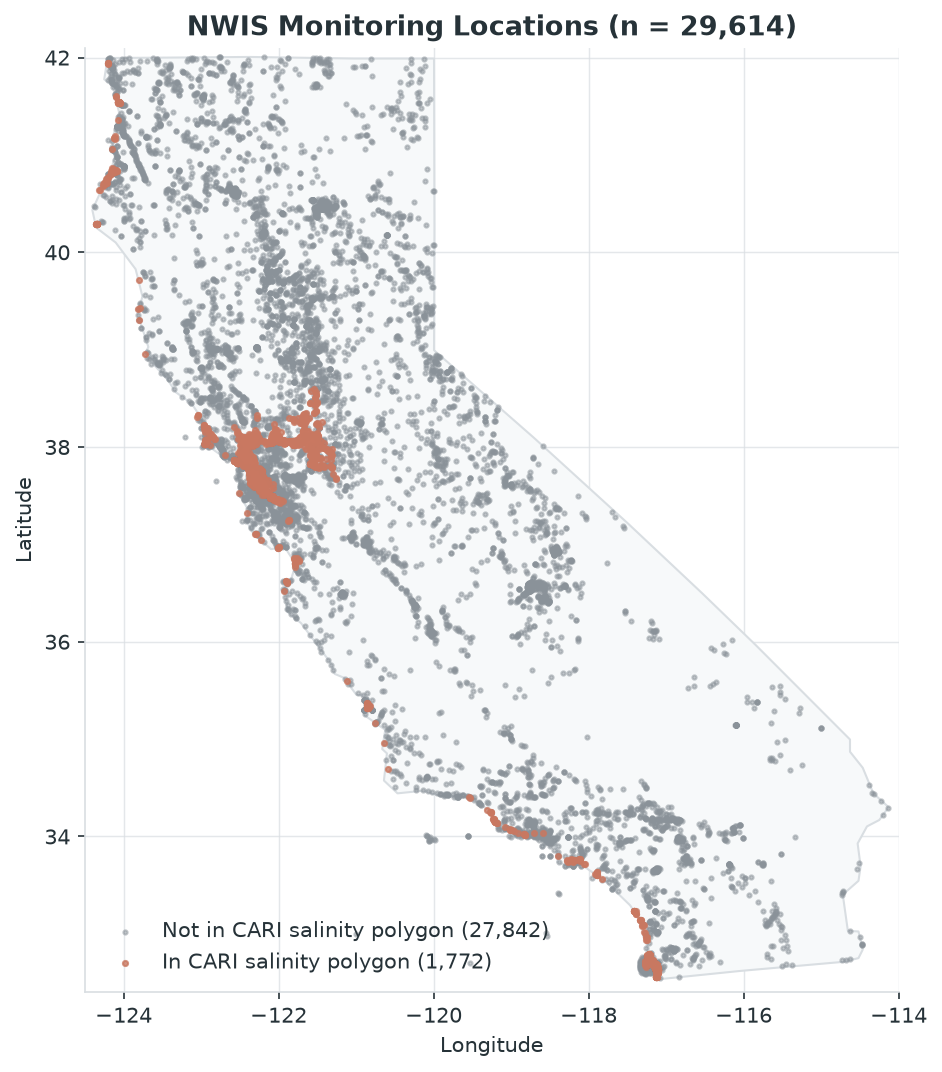 NWIS Monitoring Locations (n = 29,614)
42
40
38
36
34
Latitude
Not in CARI salinity polygon (27,842)
In CARI salinity polygon (1,772)
−124
−122
−120
−118
−116
−114
Longitude